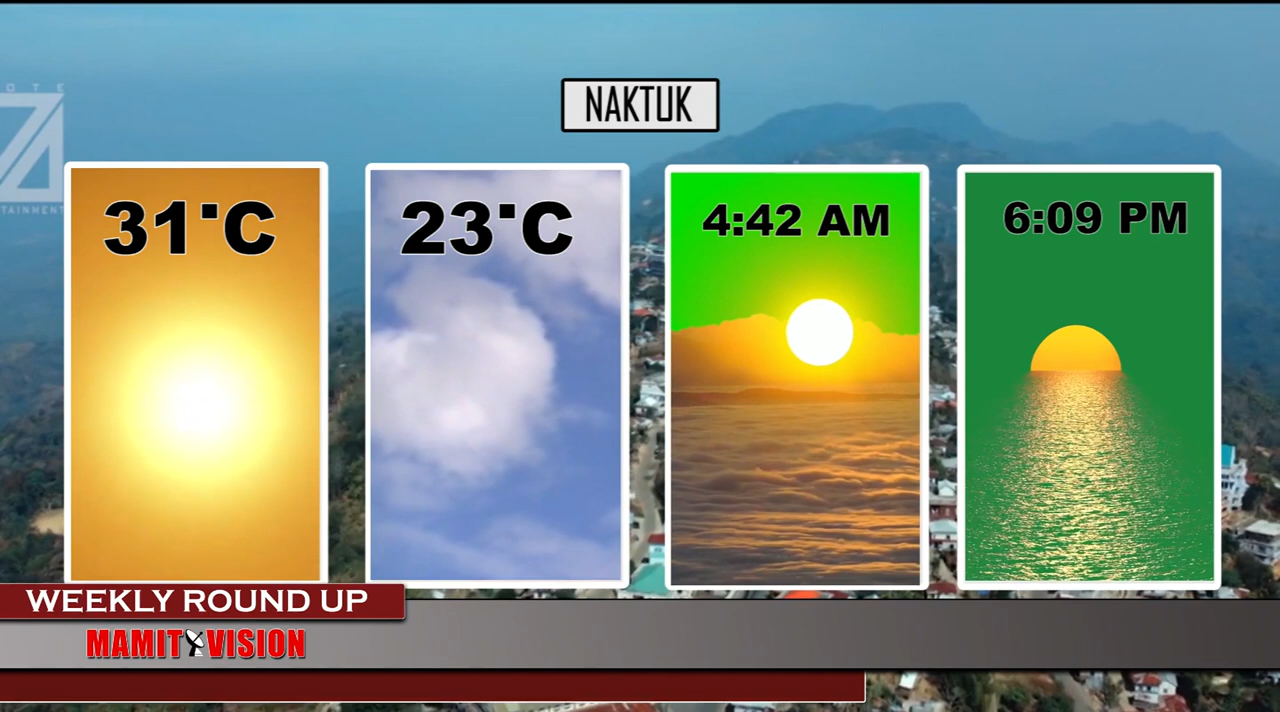 NAKTUK
31°C
23°C
4:42 AM
6:09 PM
WEEKLY ROUND UP
MAMIT VISION